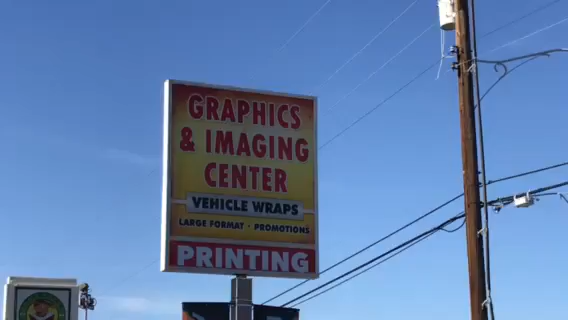 GRAPHICS
& IMAGING
CENTER
VEHICLE WRAPS
LARGE FORMAT · PROMOTIONS
PRINTING